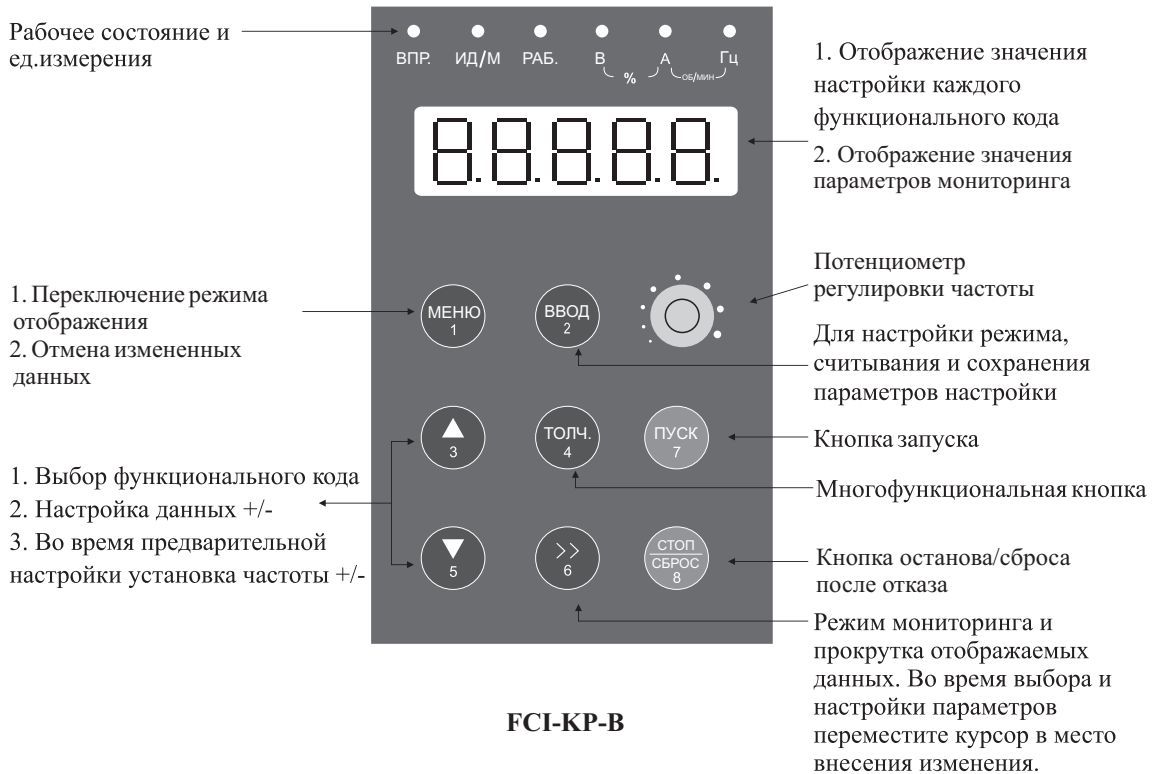 Рабочее состояние и
ед.измерения
ВПР. ИД/М РАБ. В А Гц
% ОБ/МИН
8.8.8.8.8.
1. Отображение значения
настройки каждого
функционального кода
2. Отображение значения
параметров мониторинга
1. Переключение режима
отображения
2. Отмена измененных
данных
МЕНЮ
1
ВВОД
2
Потенциометр
регулировки частоты
Для настройки режима,
считывания и сохранения
параметров настройки
3
ТОЛЧ.
4
ПУСК
7
Кнопка запуска
Многофункциональная кнопка
1. Выбор функционального кода
2. Настройка данных +/-
3. Во время предварительной
настройки установка частоты +/-
5
>>
6
СТОП
СБРОС
8
Кнопка останова/сброса
после отказа
Режим мониторинга и
прокрутка отображаемых
данных. Во время выбора и
настройки параметров
переместите курсор в место
внесения изменения.
FCI-KP-B